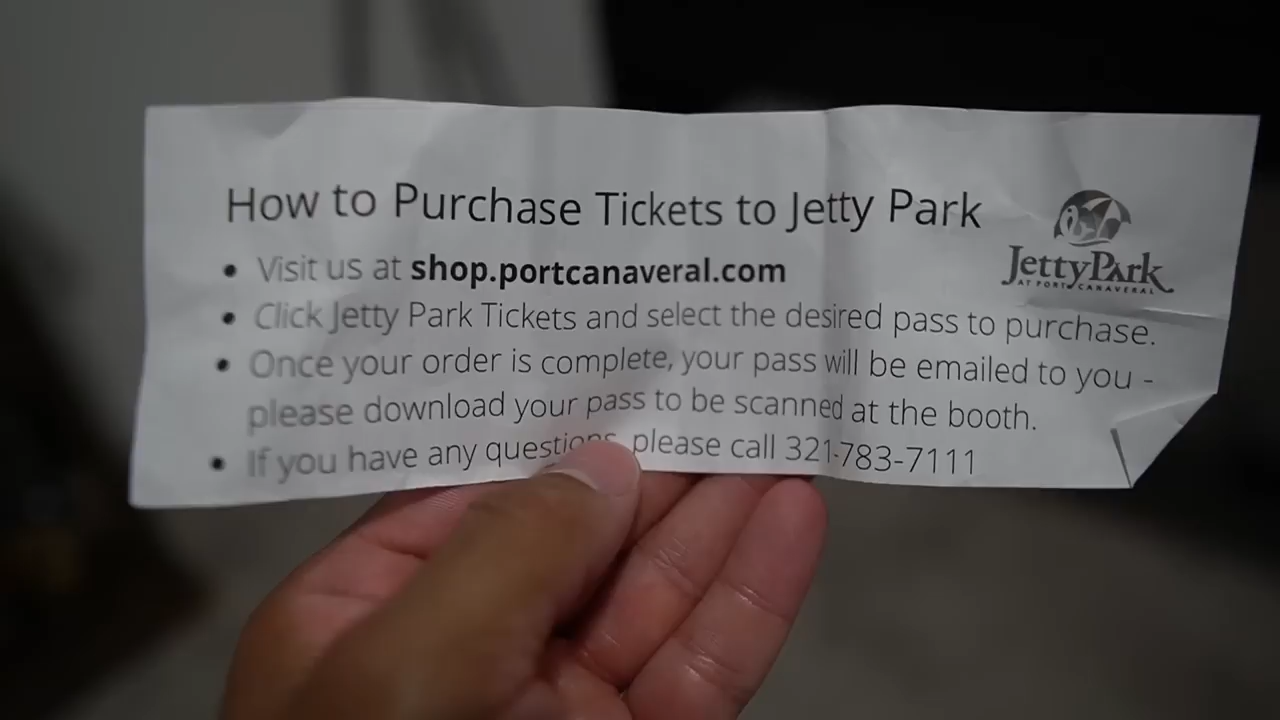 How to Purchase Tickets to Jetty Park
• Visit us at shop.portcanaveral.com
• Click Jetty Park Tickets and select the desired pass to purchase.
• Once your order is complete, your pass will be emailed to you -
please download your pass to be scanned at the booth.
• If you have any questions, please call 321-783-7111
Jetty Park
AT PORT CANAVERAL